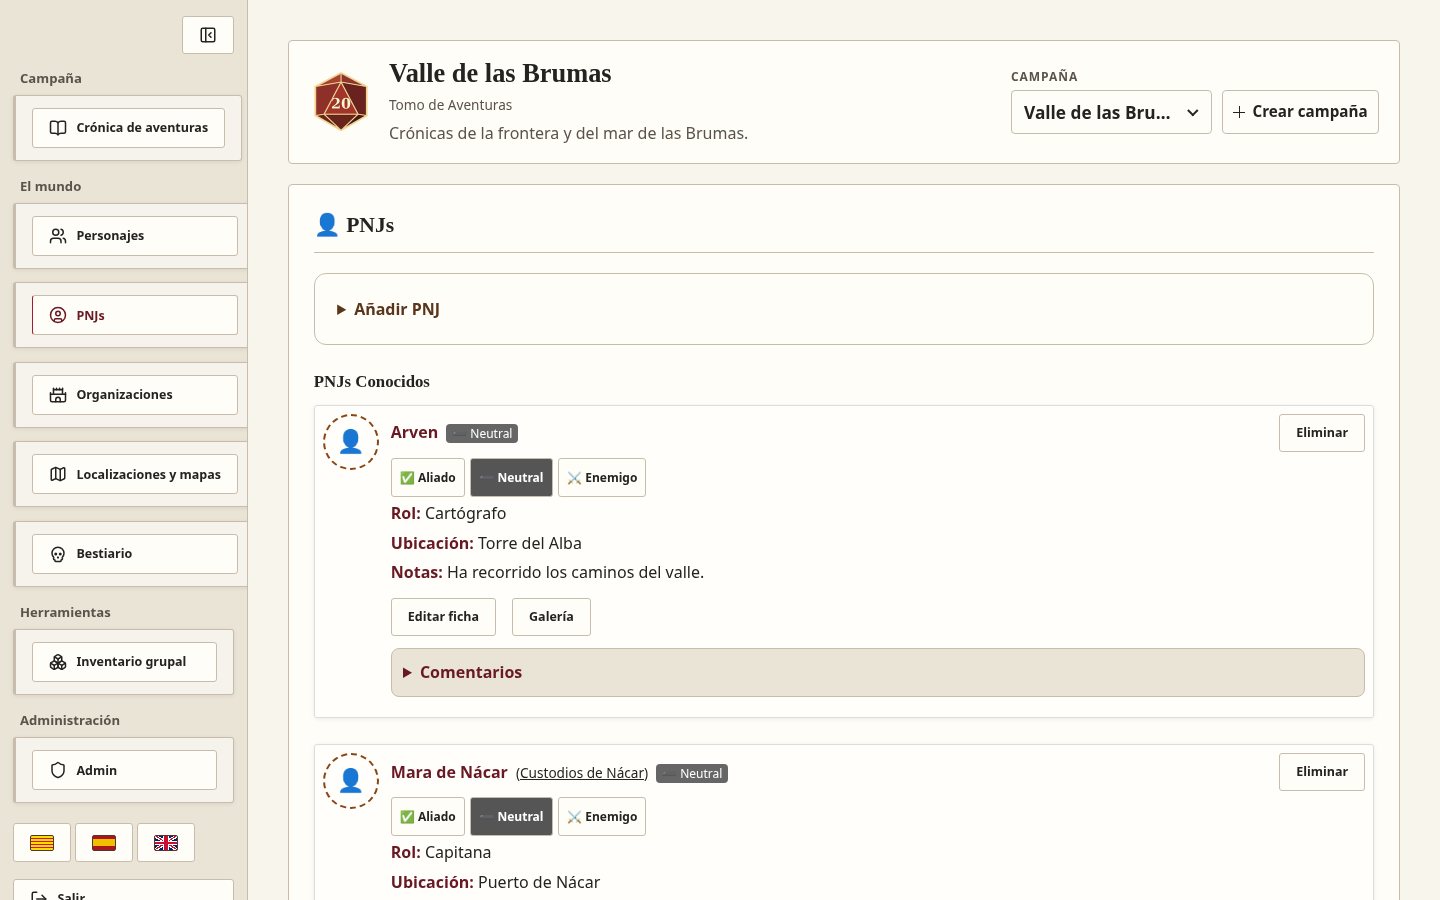 Campaña
Crónica de aventuras
El mundo
Personajes
PNJs
Organizaciones
Localizaciones y mapas
Bestiario
Herramientas
Inventario grupal
Administración
Admin
Salir
20
Valle de las Brumas
Tomo de Aventuras
Crónicas de la frontera y del mar de las Brumas.
CAMPAÑA
Valle de las Bru...
Crear campaña
PNJs
Añadir PNJ
PNJs Conocidos
Arven Neutral
Eliminar
Aliado Neutral Enemigo
Rol: Cartógrafo
Ubicación: Torre del Alba
Notas: Ha recorrido los caminos del valle.
Editar ficha Galería
Comentarios
Mara de Nácar (Custodios de Nácar) Neutral
Eliminar
Aliado Neutral Enemigo
Rol: Capitana
Ubicación: Puerto de Nácar